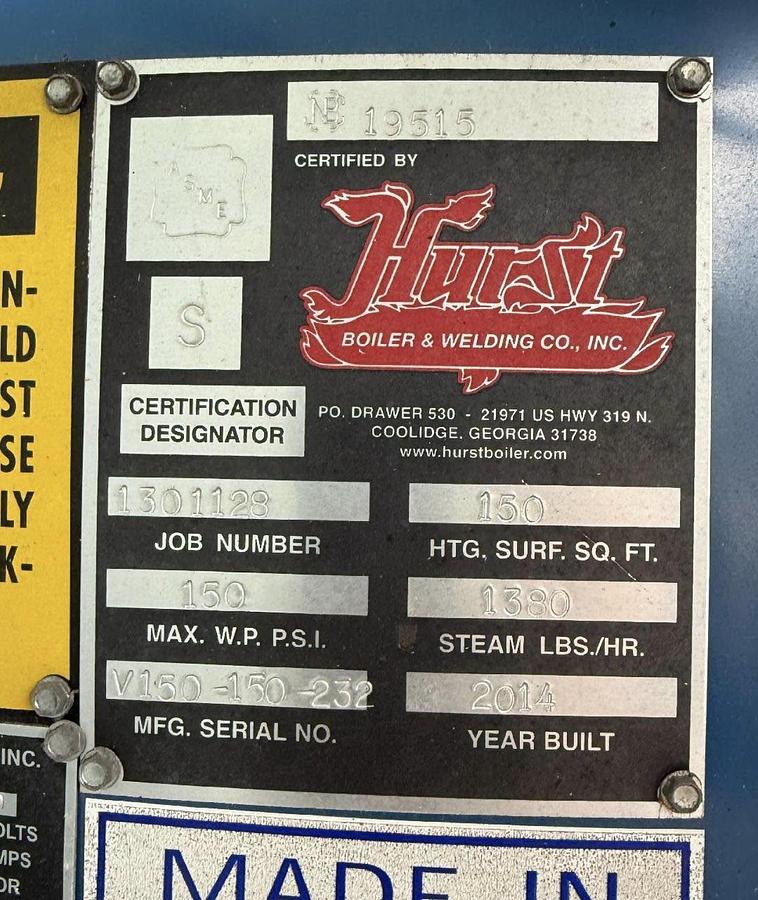 NB 19515
CERTIFIED BY
ASME
Hurst
BOILER & WELDING CO., INC.
S
CERTIFICATION
DESIGNATOR
PO. DRAWER 530 - 21971 US HWY 319 N.
COOLIDGE. GEORGIA 31738
www.hurstboiler.com
1301128
JOB NUMBER
150
HTG. SURF. SQ. FT.
150
MAX. W.P. P.S.I.
1380
STEAM LBS./HR.
V150-150-232
MFG. SERIAL NO.
2014
YEAR BUILT
MADE IN
N-
LD
ST
SE
LY
K-
INC.
OLTS
MPS
OR